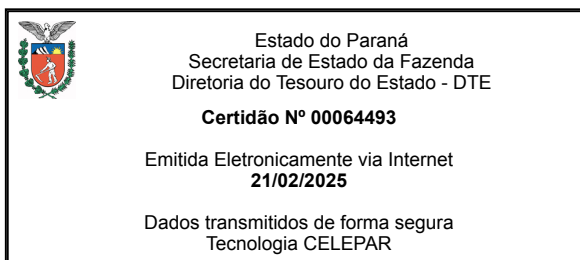 Estado do Paraná
Secretaria de Estado da Fazenda
Diretoria do Tesouro do Estado - DTE
Certidão Nº 00064493
Emitida Eletronicamente via Internet
21/02/2025
Dados transmitidos de forma segura
Tecnologia CELEPAR